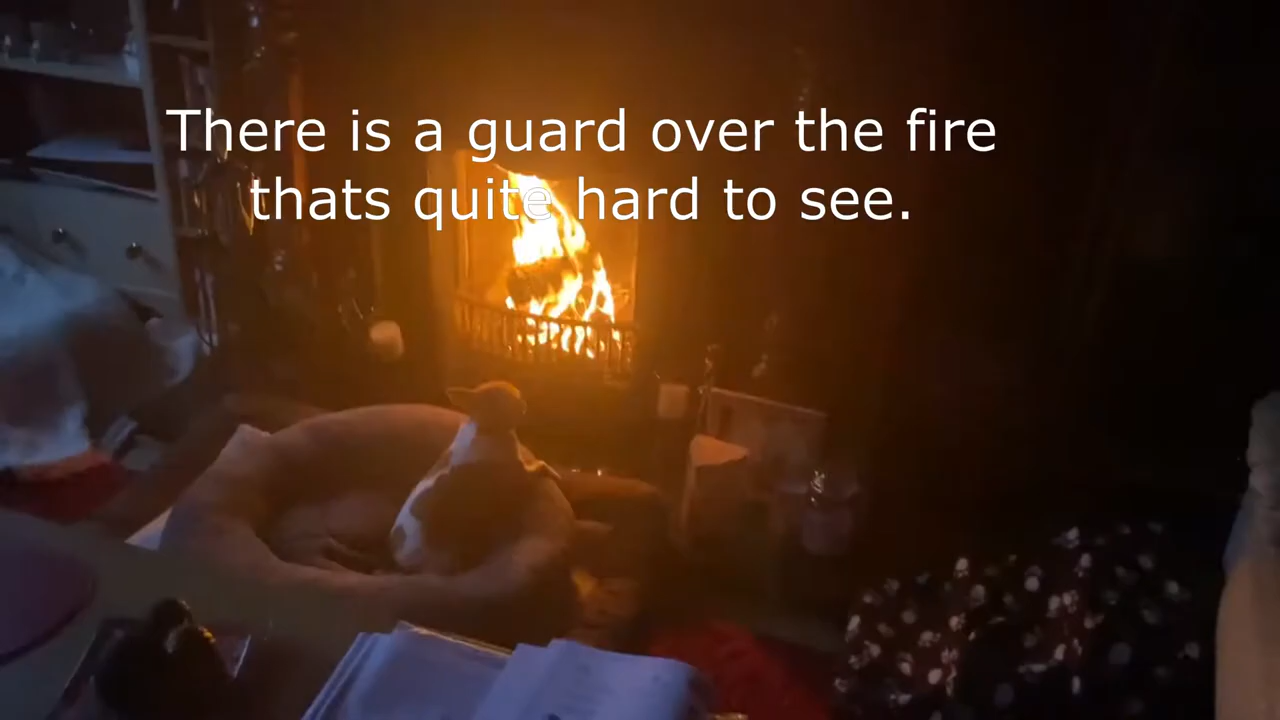 There is a guard over the fire
thats quite hard to see.